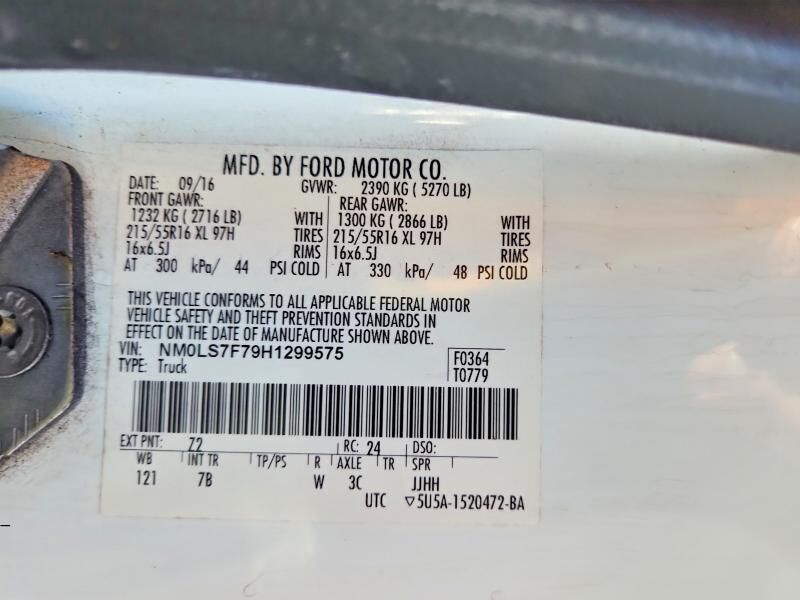 MFD. BY FORD MOTOR CO.
DATE: 09/16 GVWR: 2390 KG ( 5270 LB)
FRONT GAWR: REAR GAWR:
1232 KG ( 2716 LB) WITH 1300 KG ( 2866 LB) WITH
215/55R16 XL 97H TIRES 215/55R16 XL 97H TIRES
16x6.5J RIMS 16x6.5J RIMS
AT 300 kPa/ 44 PSI COLD AT 330 kPa/ 48 PSI COLD
THIS VEHICLE CONFORMS TO ALL APPLICABLE FEDERAL MOTOR
VEHICLE SAFETY AND THEFT PREVENTION STANDARDS IN
EFFECT ON THE DATE OF MANUFACTURE SHOWN ABOVE.
VIN: NM0LS7F79H1299575 F0364
TYPE: Truck T0779
EXT PNT: Z2 RC: 24 DSO:
WB INT TR TP/PS R AXLE TR SPR
121 7B W 3C JJHH
UTC ▽5U5A-1520472-BA